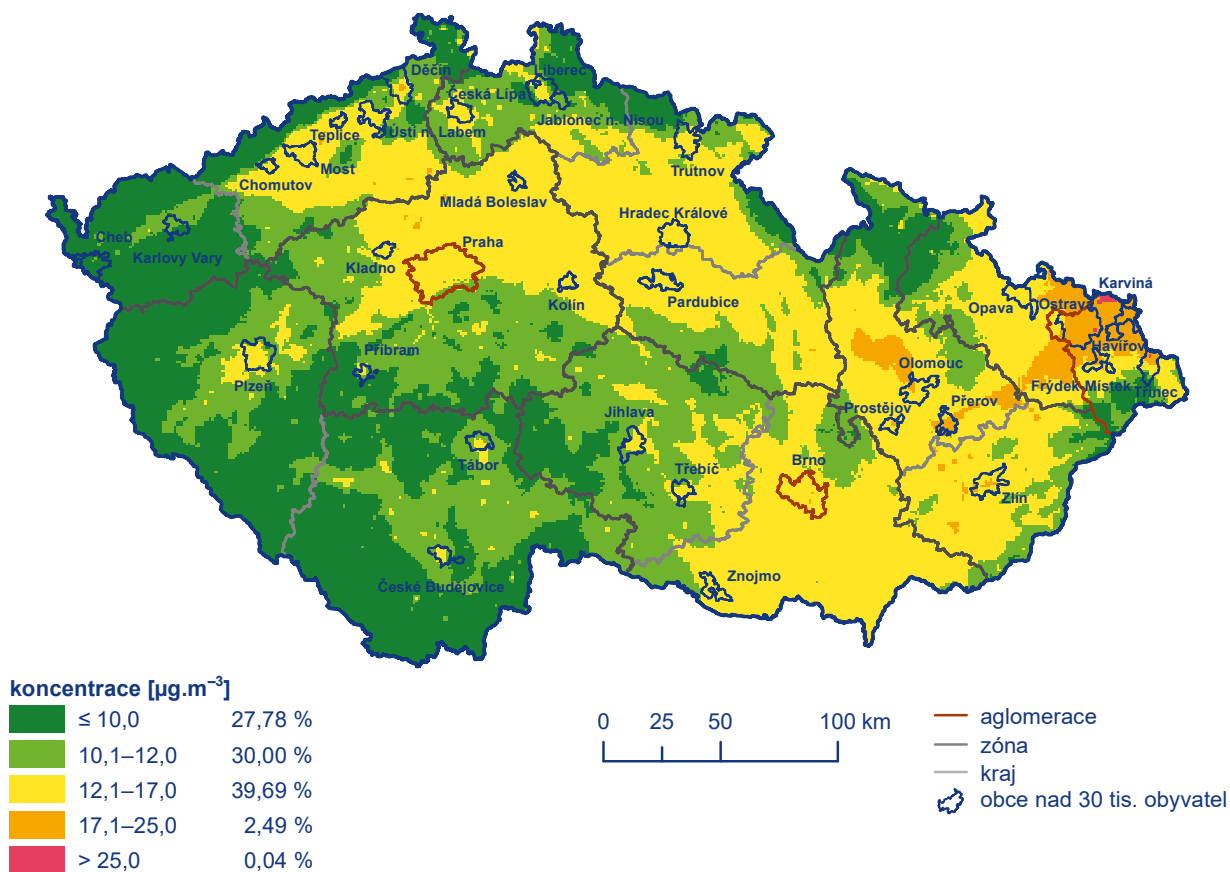 Děčín
Liberec
Česká Lípa
Jablonec n. Nisou
Teplice
Ústí n. Labem
Most
Chomutov
Trutnov
Mladá Boleslav
Hradec Králové
Cheb
Karlovy Vary
Praha
Kladno
Kolín
Pardubice
Karviná
Opava
Ostrava
Havířov
Příbram
Plzeň
Olomouc
Frýdek Místek
Třinec
Jihlava
Prostějov
Přerov
Tábor
Třebíč
Brno
Zlín
Znojmo
České Budějovice
koncentrace [µg.m⁻³]
≤ 10,0 27,78 %
10,1–12,0 30,00 %
12,1–17,0 39,69 %
17,1–25,0 2,49 %
> 25,0 0,04 %
0 25 50 100 km
aglomerace
zóna
kraj
obce nad 30 tis. obyvatel